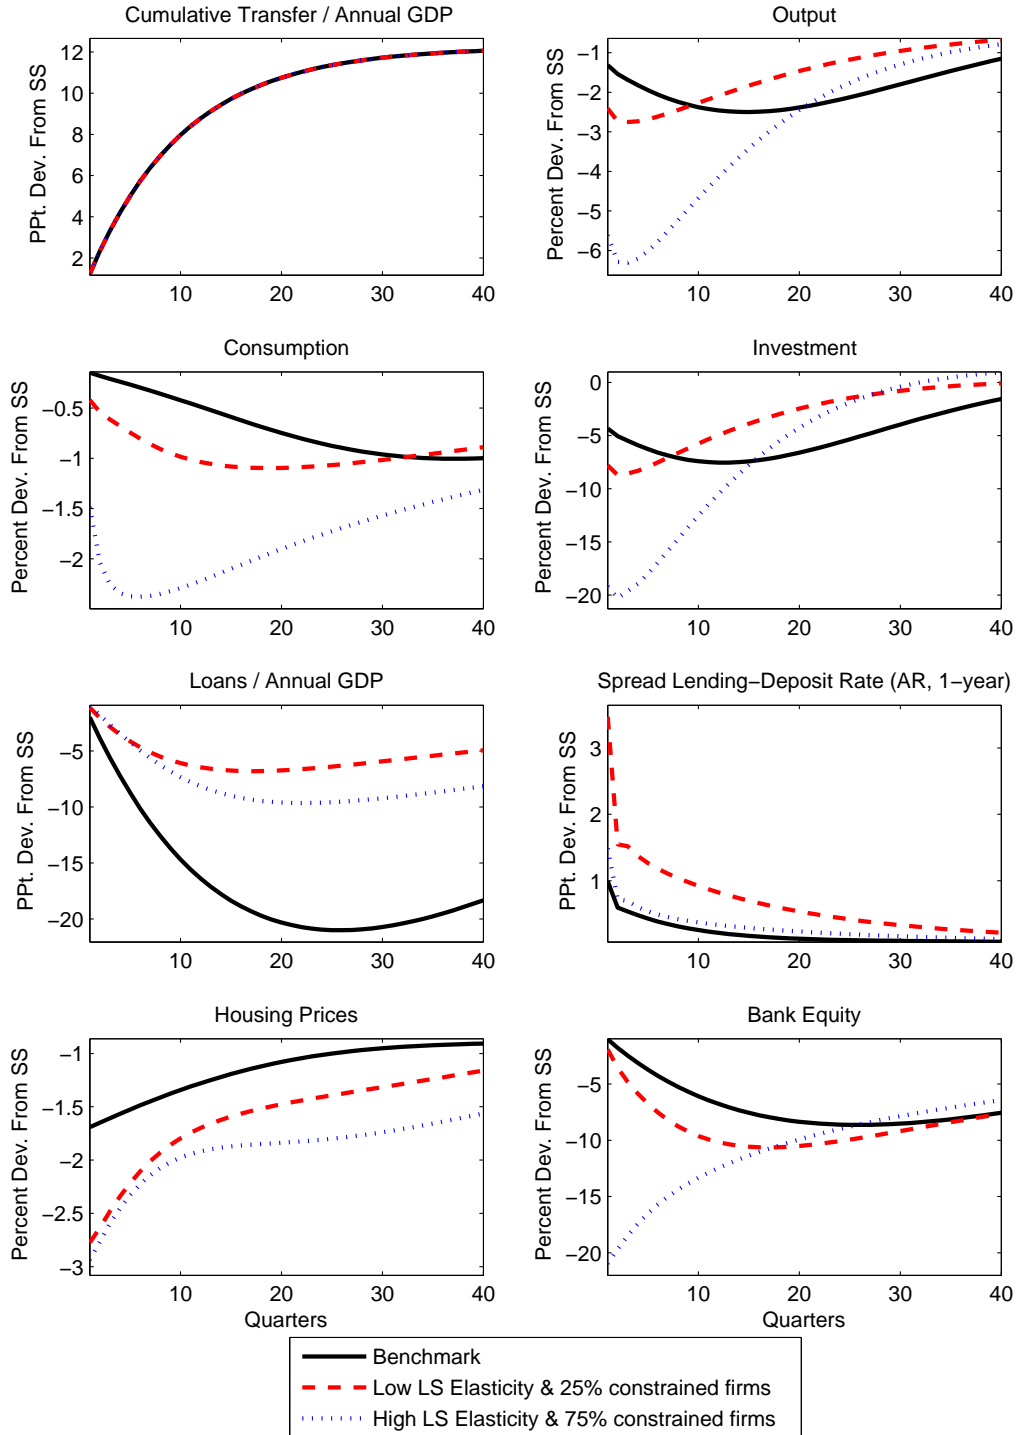 Cumulative Transfer / Annual GDP
PPt. Dev. From SS
12
10
8
6
4
2
10 20 30 40
Output
Percent Dev. From SS
−1
−2
−3
−4
−5
−6
10 20 30 40
Consumption
Percent Dev. From SS
−0.5
−1
−1.5
−2
10 20 30 40
Investment
Percent Dev. From SS
0
−5
−10
−15
−20
10 20 30 40
Loans / Annual GDP
PPt. Dev. From SS
−5
−10
−15
−20
10 20 30 40
Spread Lending−Deposit Rate (AR, 1−year)
PPt. Dev. From SS
3
2
1
10 20 30 40
Housing Prices
Percent Dev. From SS
−1
−1.5
−2
−2.5
−3
10 20 30 40
Quarters
Bank Equity
Percent Dev. From SS
−5
−10
−15
−20
10 20 30 40
Quarters
Benchmark
Low LS Elasticity & 25% constrained firms
High LS Elasticity & 75% constrained firms